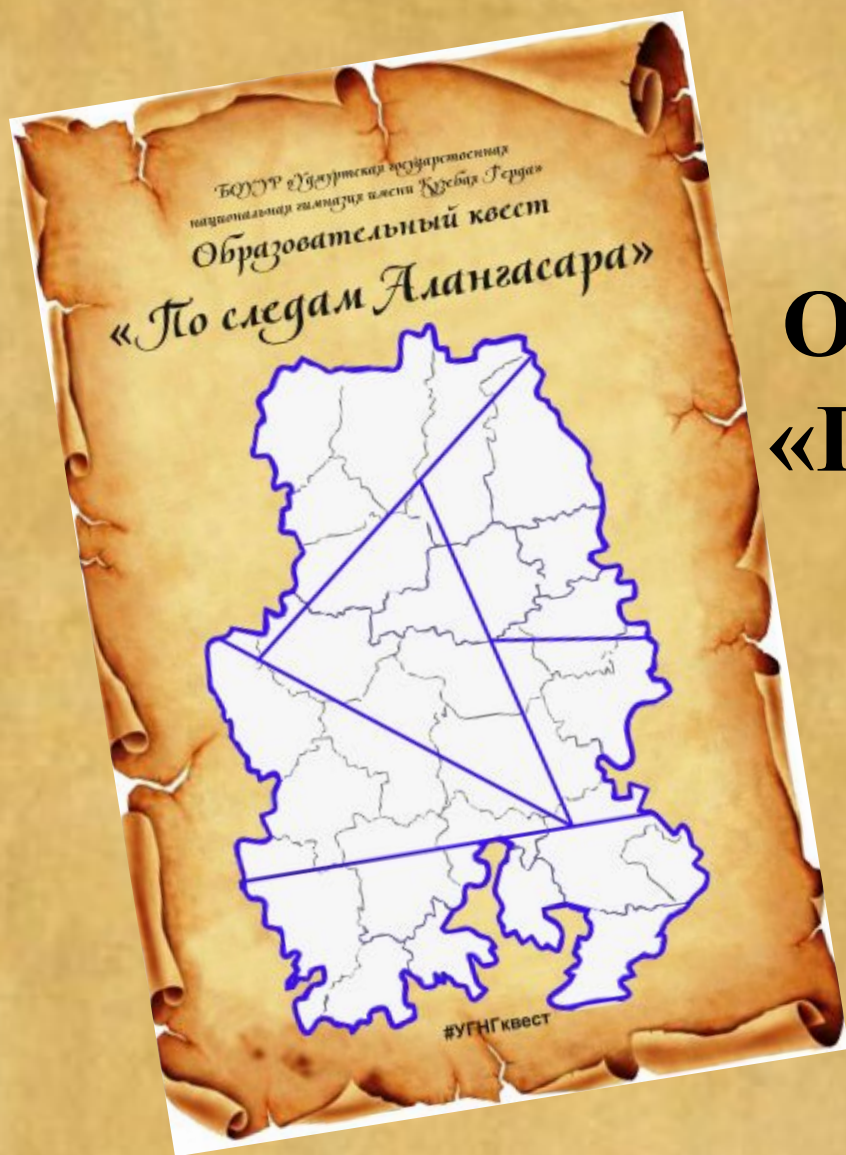 БОУУР «Удмуртская государственная
национальная гимназия имени Кузебая Герда»
Образовательный квест
«По следам Алангасара»
#УГНГквест
О
«П